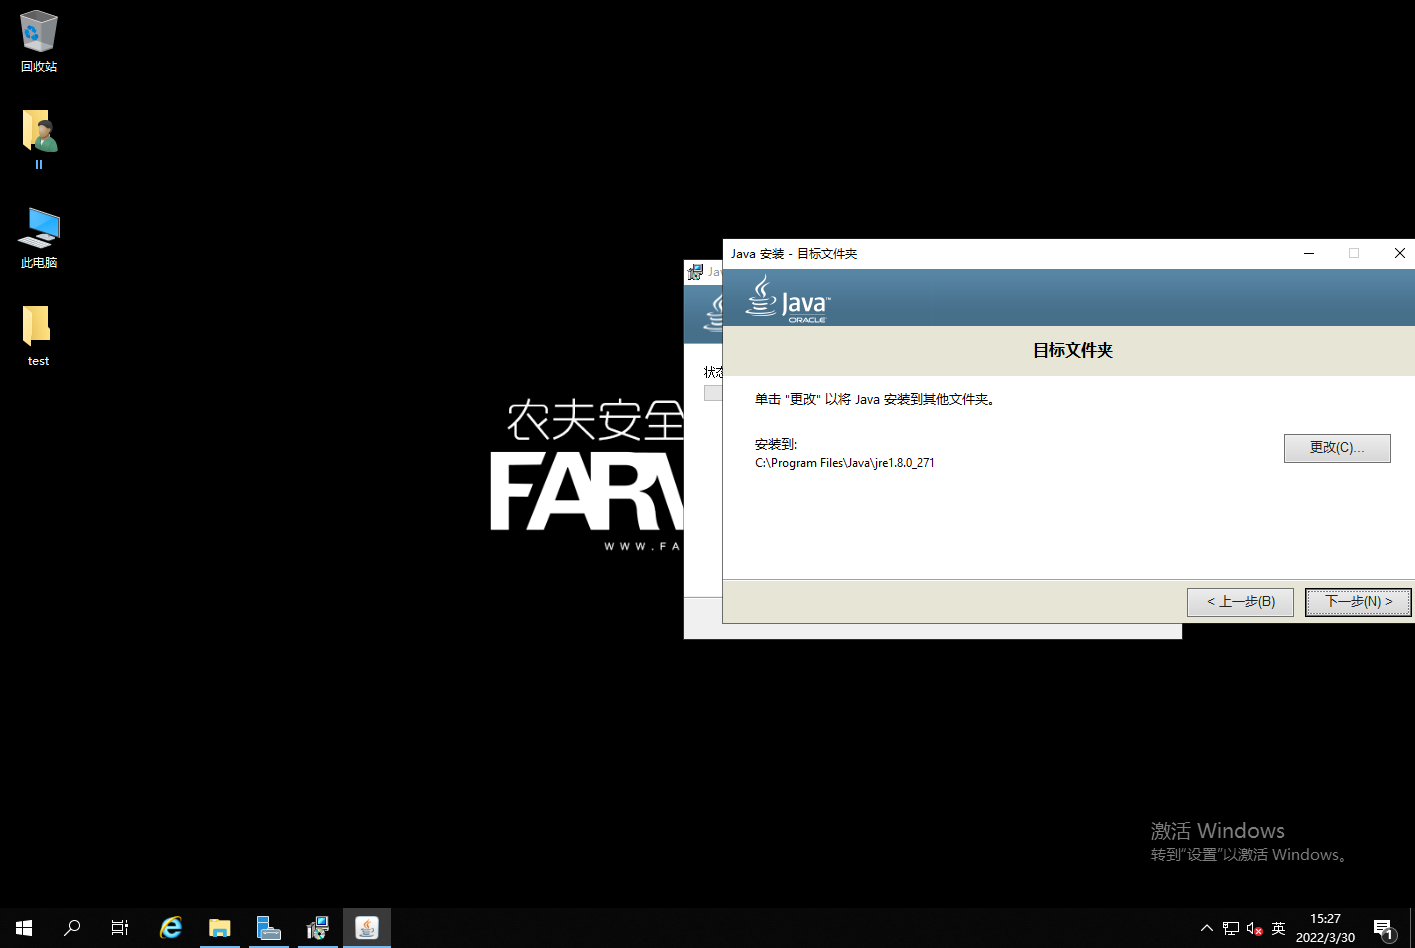 回收站
ll
此电脑
test
农夫安全
FARM
WWW.FA
Java 安装 - 目标文件夹
Java™
ORACLE
目标文件夹
单击 "更改" 以将 Java 安装到其他文件夹。
安装到:
C:\Program Files\Java\jre1.8.0_271
更改(C)...
< 上一步(B)
下一步(N) >
Jav
状态
激活 Windows
转到"设置"以激活 Windows。
英
15:27
2022/3/30
1